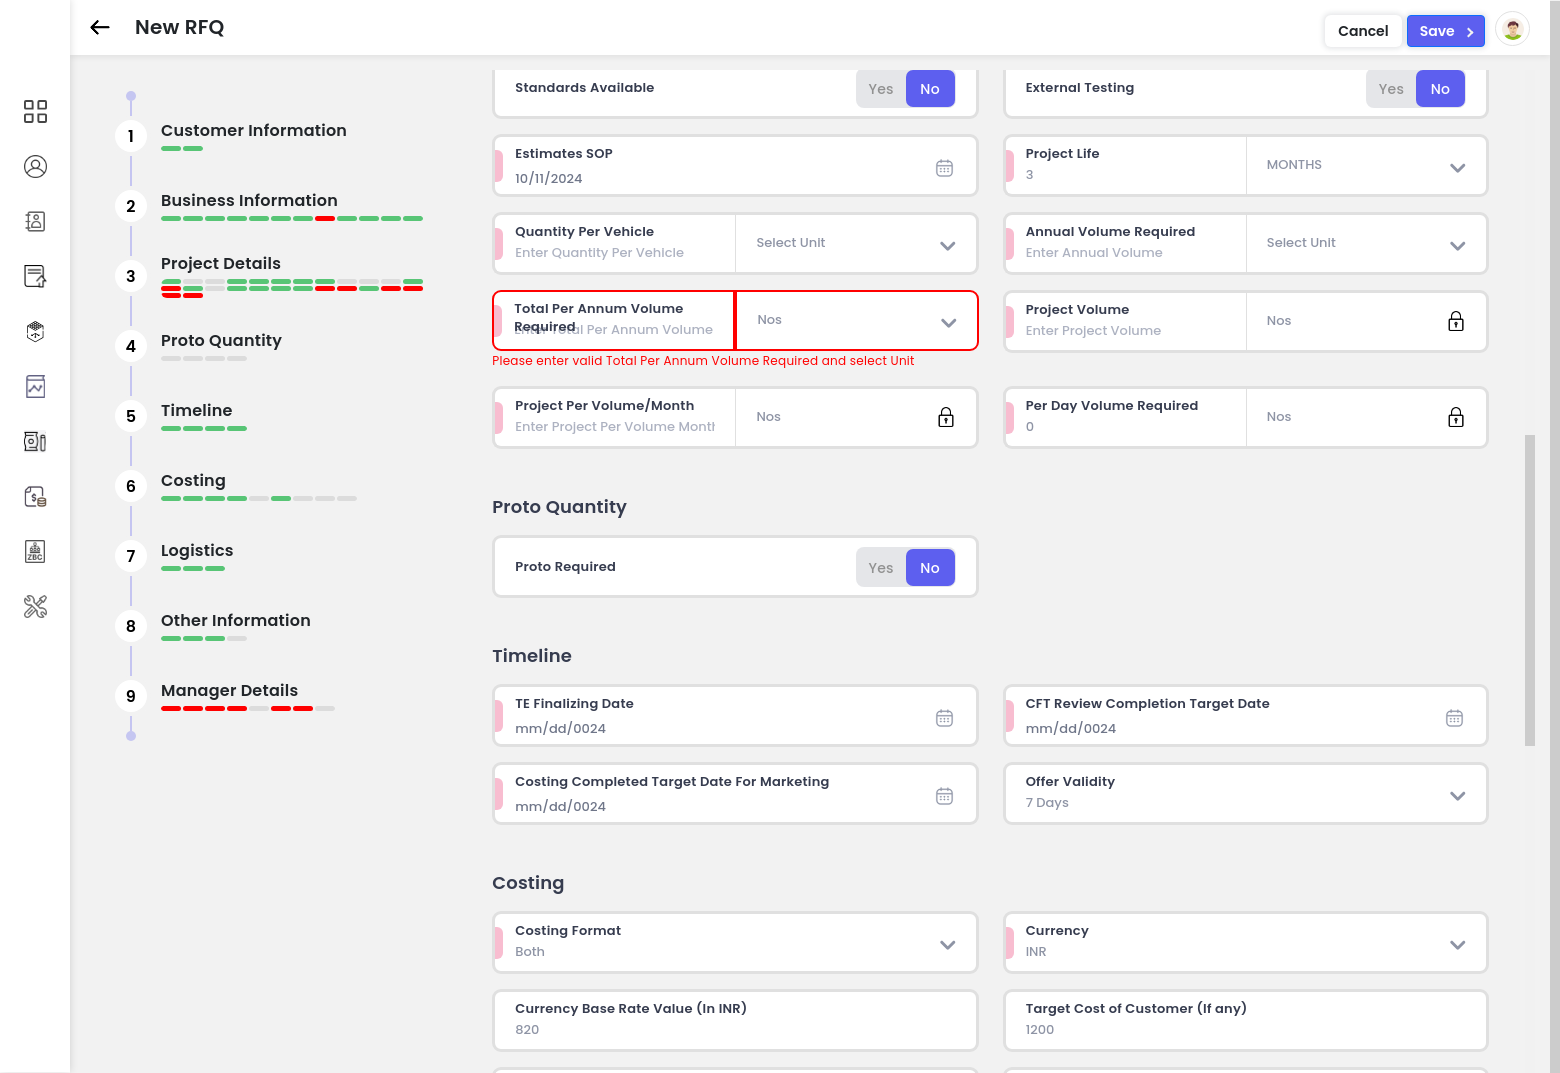 New RFQ
Cancel
Save
1
Customer Information
2
Business Information
3
Project Details
4
Proto Quantity
5
Timeline
6
Costing
7
Logistics
8
Other Information
9
Manager Details
ZBC
Standards Available
Yes
No
External Testing
Yes
No
Estimates SOP
10/11/2024
Project Life
3
MONTHS
Quantity Per Vehicle
Enter Quantity Per Vehicle
Select Unit
Annual Volume Required
Enter Annual Volume
Select Unit
Total Per Annum Volume
Required
Enter Total Per Annum Volume
Nos
Please enter valid Total Per Annum Volume Required and select Unit
Project Volume
Enter Project Volume
Nos
Project Per Volume/Month
Enter Project Per Volume Month
Nos
Per Day Volume Required
0
Nos
Proto Quantity
Proto Required
Yes
No
Timeline
TE Finalizing Date
mm/dd/0024
CFT Review Completion Target Date
mm/dd/0024
Costing Completed Target Date For Marketing
mm/dd/0024
Offer Validity
7 Days
Costing
Costing Format
Both
Currency
INR
Currency Base Rate Value (In INR)
820
Target Cost of Customer (If any)
1200